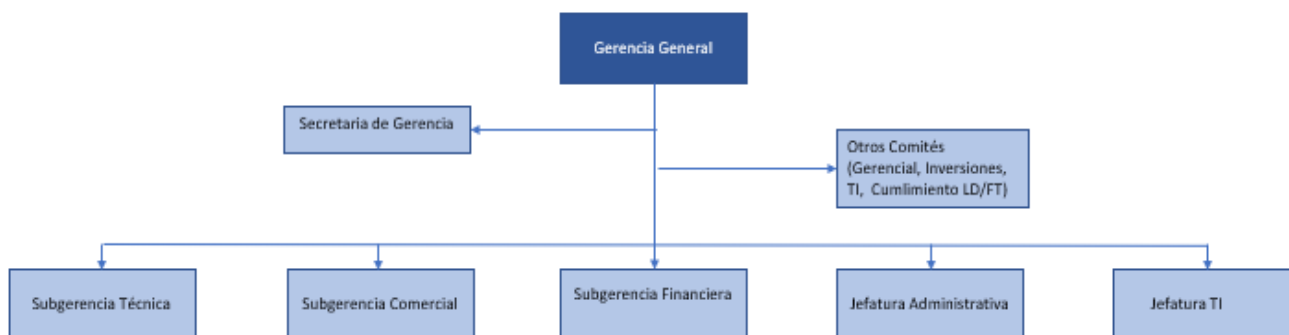 Gerencia General
Secretaria de Gerencia
Otros Comités
(Gerencial, Inversiones,
TI, Cumlimiento LD/FT)
Subgerencia Técnica
Subgerencia Comercial
Subgerencia Financiera
Jefatura Administrativa
Jefatura TI